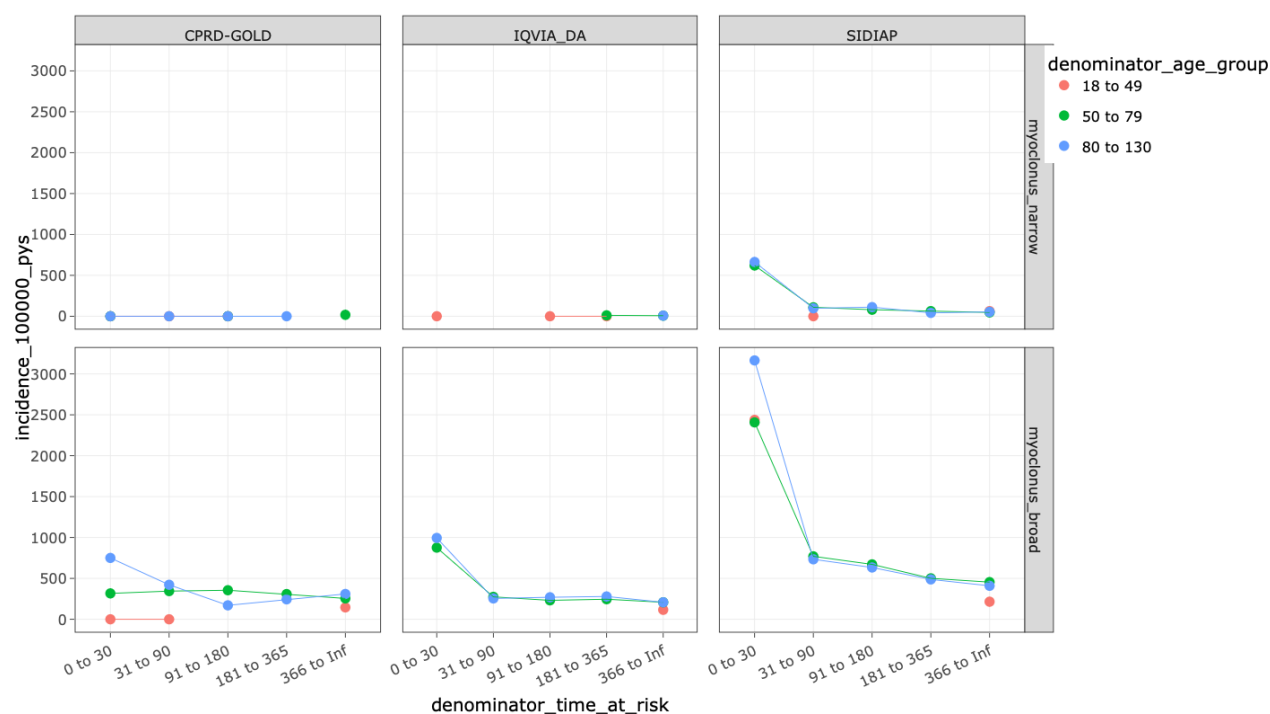 CPRD-GOLD
IQVIA_DA
SIDIAP
denominator_age_group
18 to 49
50 to 79
80 to 130
incidence_100000_pys
3000
2500
2000
1500
1000
500
0
myoclonus_narrow
3000
2500
2000
1500
1000
500
0
myoclonus_broad
0 to 30
31 to 90
91 to 180
181 to 365
366 to Inf
0 to 30
31 to 90
91 to 180
181 to 365
366 to Inf
0 to 30
31 to 90
91 to 180
181 to 365
366 to Inf
denominator_time_at_risk